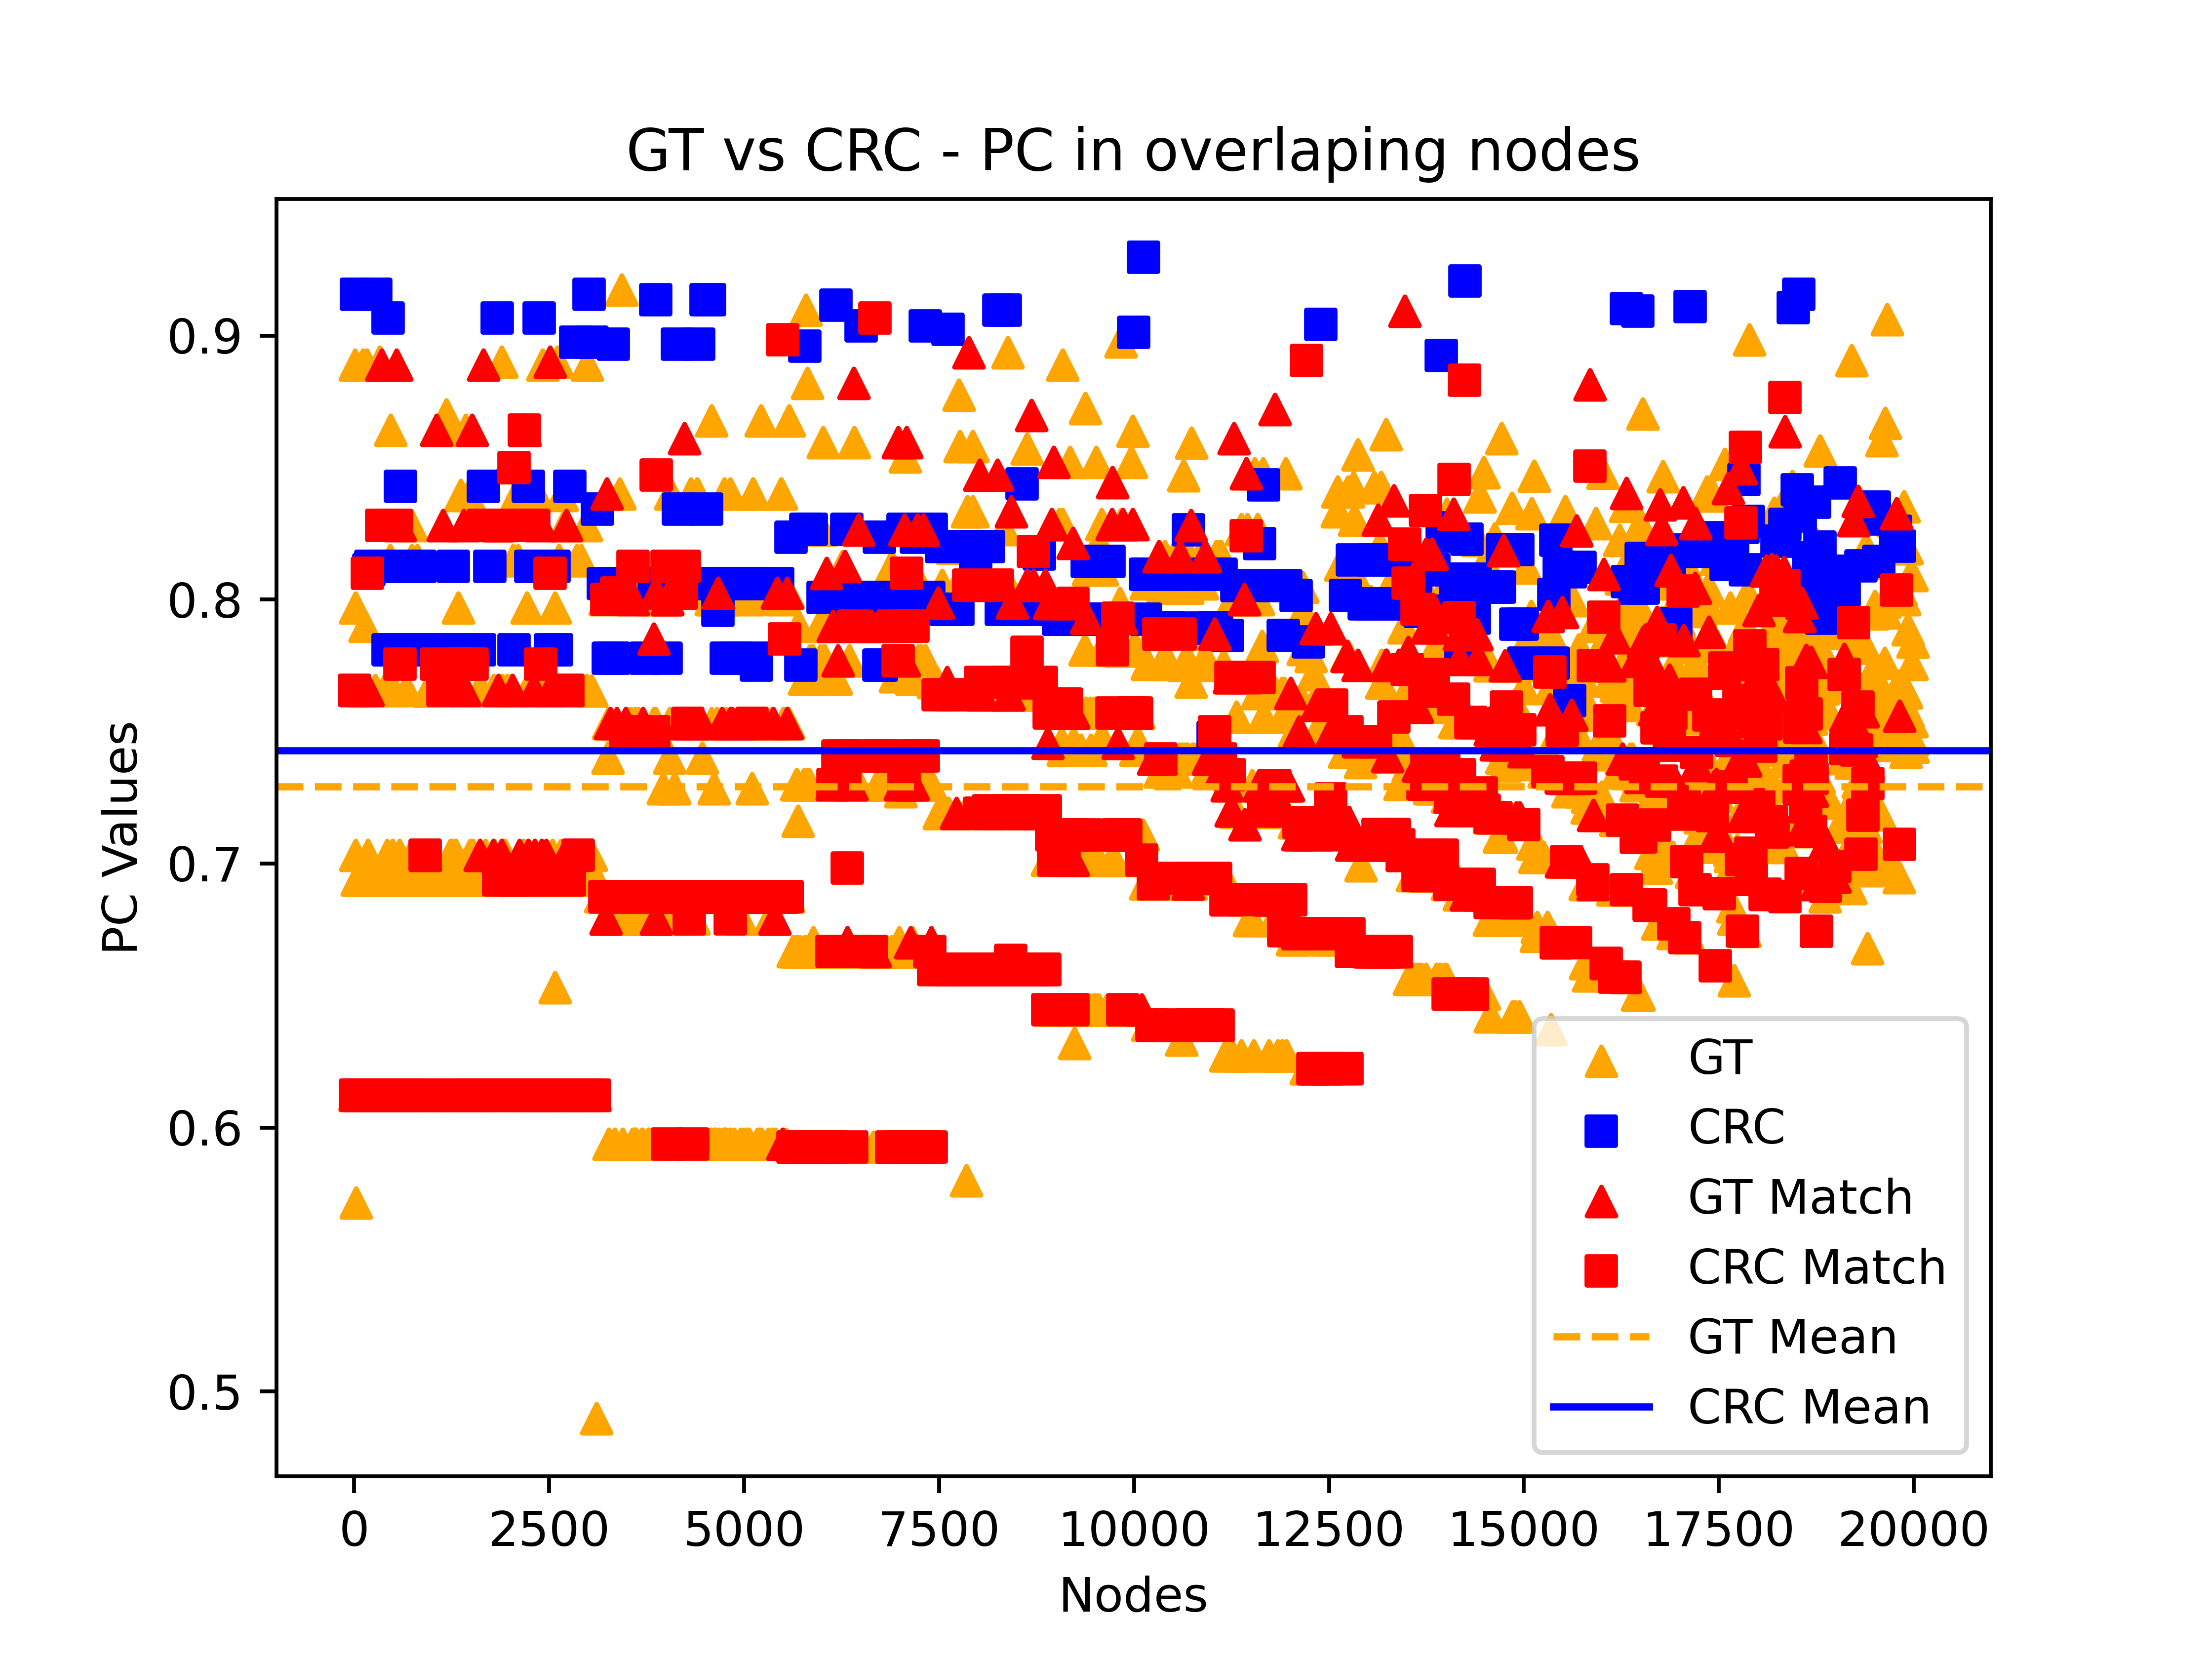 GT vs CRC - PC in overlaping nodes
PC Values
0.9
0.8
0.7
0.6
0.5
GT
CRC
GT Match
CRC Match
GT Mean
CRC Mean
0 2500 5000 7500 10000 12500 15000 17500 20000
Nodes